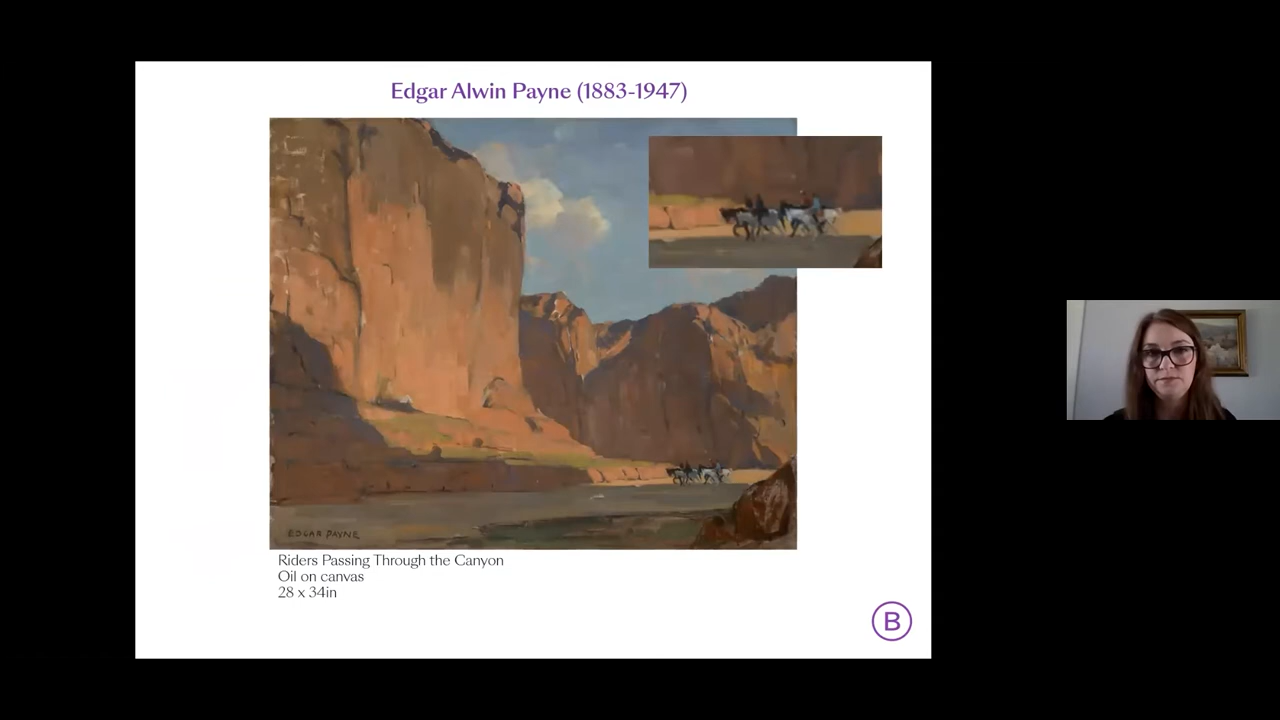 Edgar Alwin Payne (1883-1947)
EDGAR PAYNE
Riders Passing Through the Canyon
Oil on canvas
28 x 34in
B